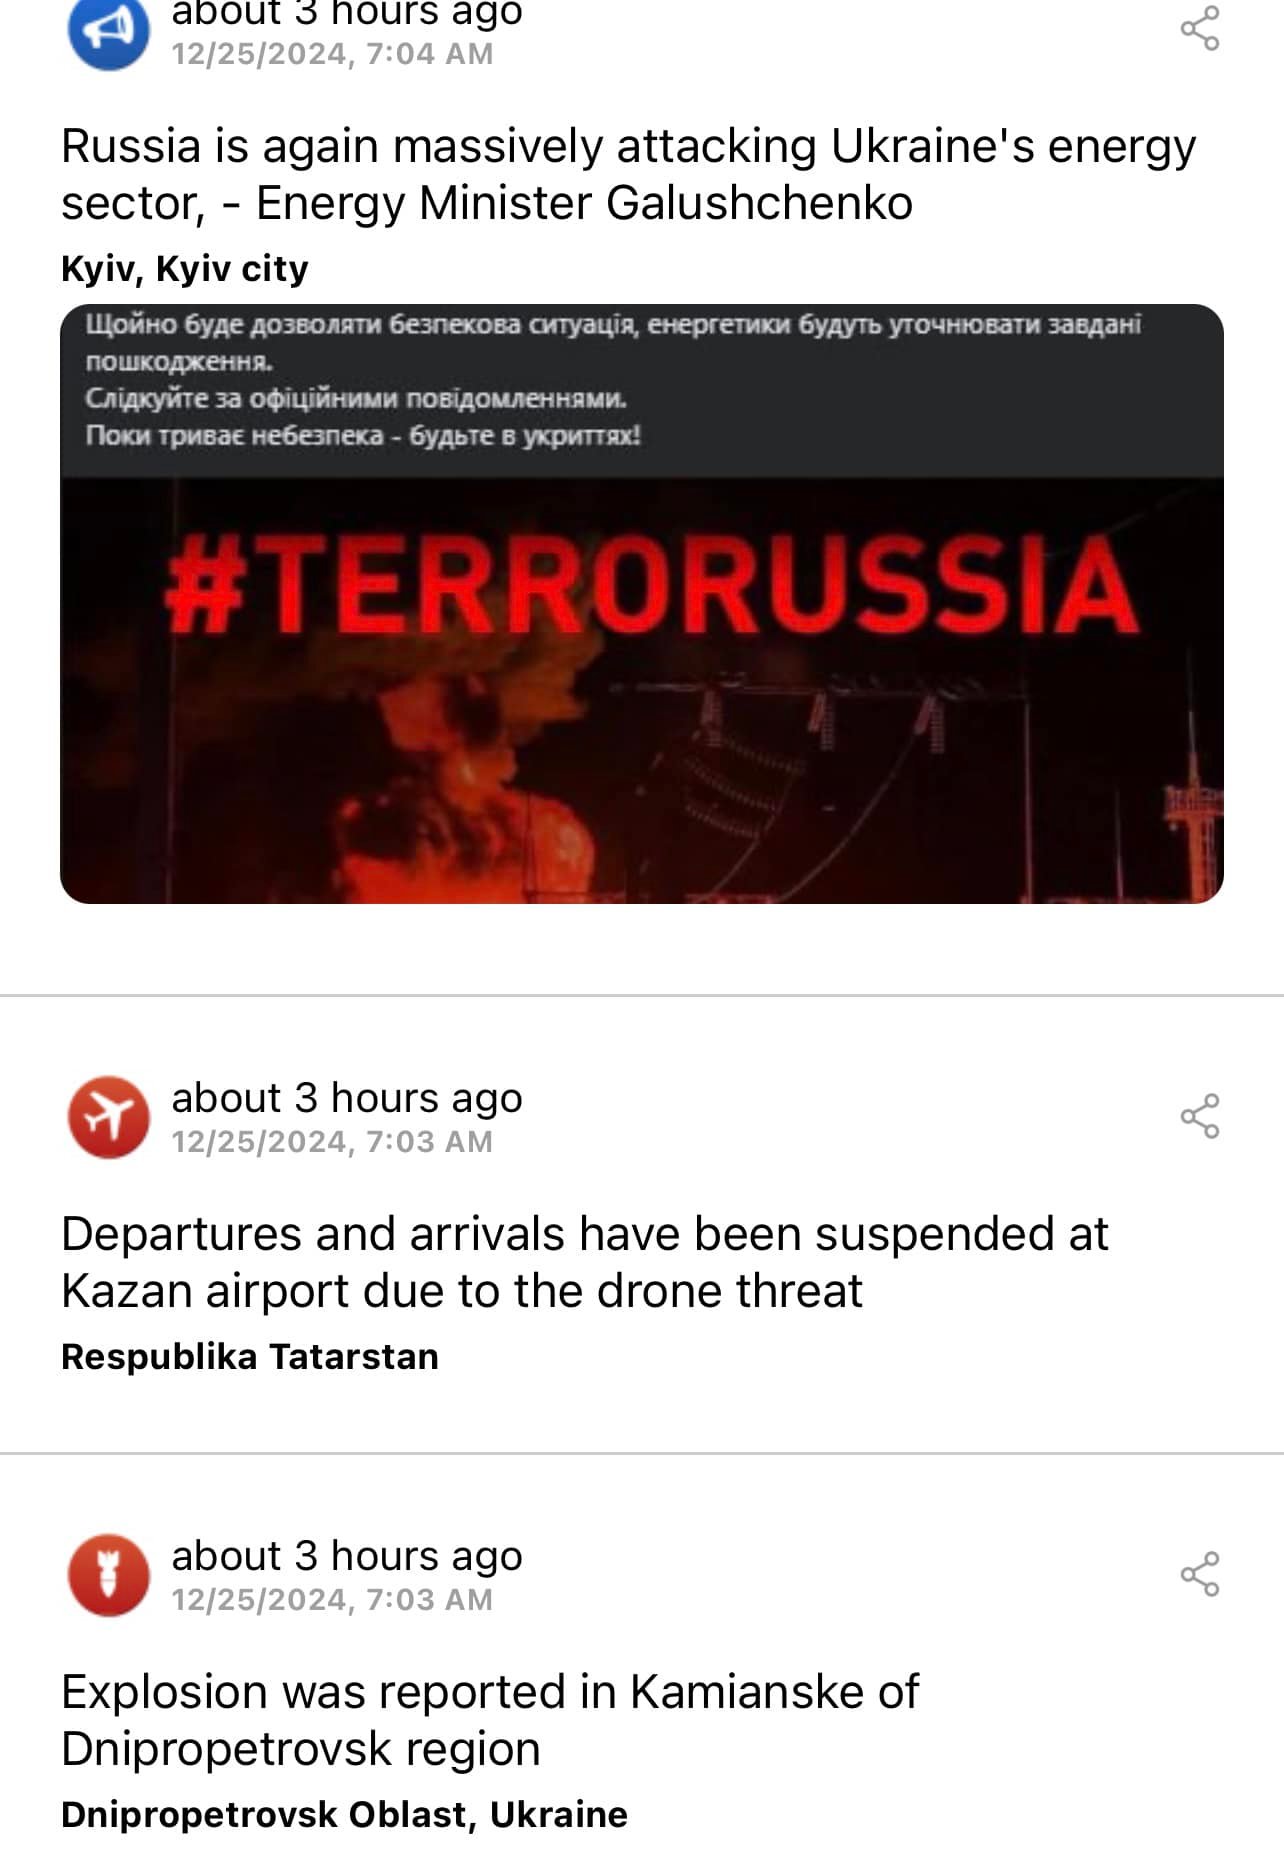 about 3 hours ago
12/25/2024, 7:04 AM
Russia is again massively attacking Ukraine's energy
sector, - Energy Minister Galushchenko
Kyiv, Kyiv city
Щойно буде дозволяти безпекова ситуація, енергетики будуть уточнювати завдані
пошкодження.
Слідкуйте за офіційними повідомленнями.
Поки триває небезпека - будьте в укриттях!
#TERRORUSSIA
about 3 hours ago
12/25/2024, 7:03 AM
Departures and arrivals have been suspended at
Kazan airport due to the drone threat
Respublika Tatarstan
about 3 hours ago
12/25/2024, 7:03 AM
Explosion was reported in Kamianske of
Dnipropetrovsk region
Dnipropetrovsk Oblast, Ukraine